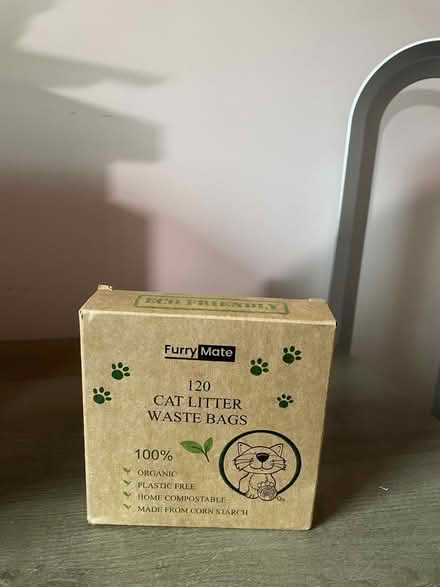 ECO FRIENDLY
Furry Mate
120
CAT LITTER
WASTE BAGS
100%
ORGANIC
PLASTIC FREE
HOME COMPOSTABLE
MADE FROM CORN STARCH